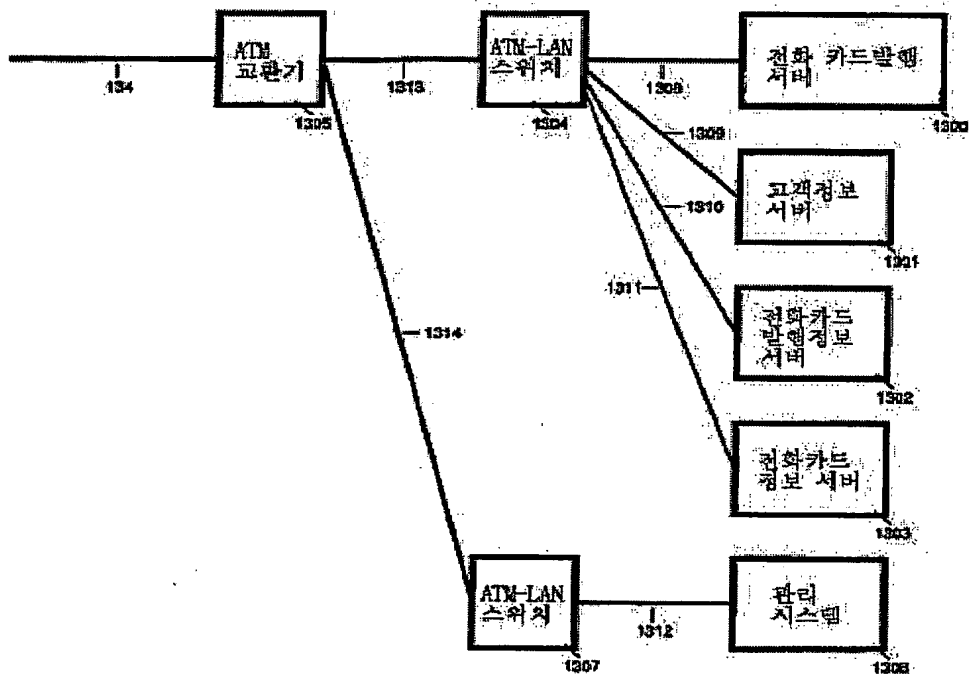 ATM
교환기
ATM-LAN
스위치
전화 카드발행
서버
134
1313
1308
1305
1304
1300
1309
고객정보
서버
1310
1301
1311
전화카드
발행정보
서버
1314
1302
전화카드
정보 서버
1303
ATM-LAN
스위치
관리
시스템
1312
1307
1306